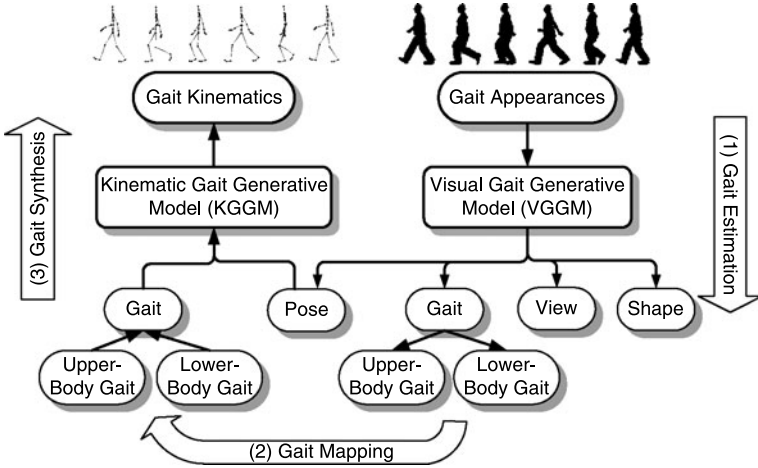 Gait Kinematics
Gait Appearances
(3) Gait Synthesis
Kinematic Gait Generative
Model (KGGM)
Visual Gait Generative
Model (VGGM)
(1) Gait Estimation
Gait
Pose
Gait
View
Shape
Upper-
Body Gait
Lower-
Body Gait
Upper-
Body Gait
Lower-
Body Gait
(2) Gait Mapping